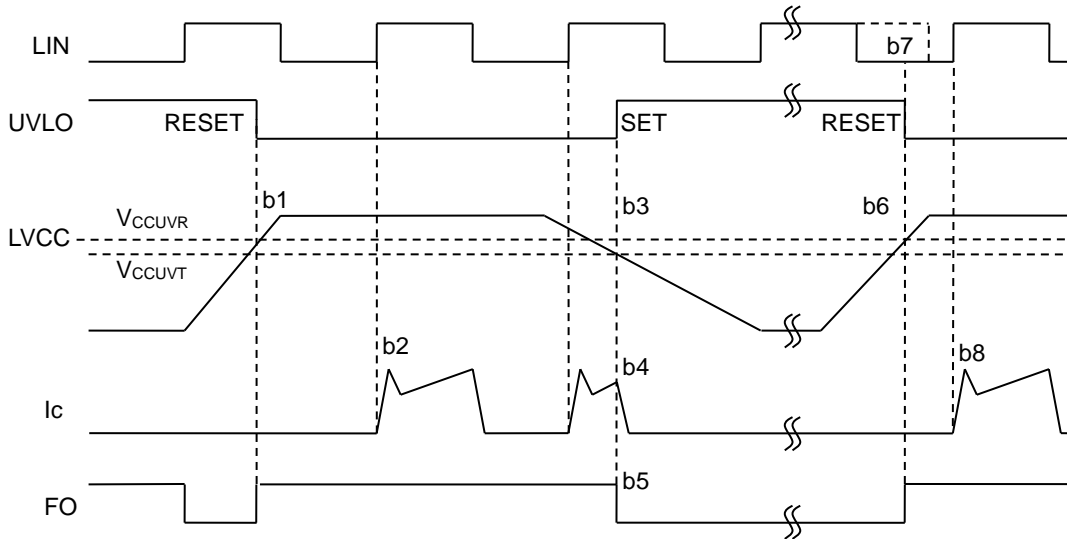 LIN
b7
UVLO
RESET
SET
RESET
b1
b3
b6
VCCUVR
LVCC
VCCUVT
b2
b4
b8
Ic
b5
FO